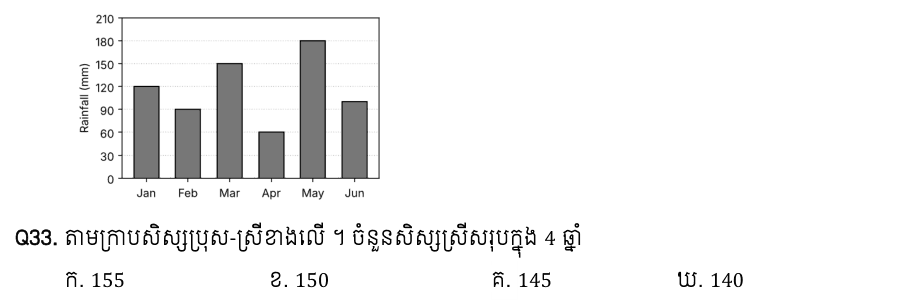 210
180
150
120
90
60
30
0
Rainfall (mm)
Jan Feb Mar Apr May Jun
Q33. តាមក្រាបសិស្សប្រុស-ស្រីខាងលើ ។ ចំនួនសិស្សស្រីសរុបក្នុង 4 ឆ្នាំ
ក. 155 ខ. 150 គ. 145 ឃ. 140